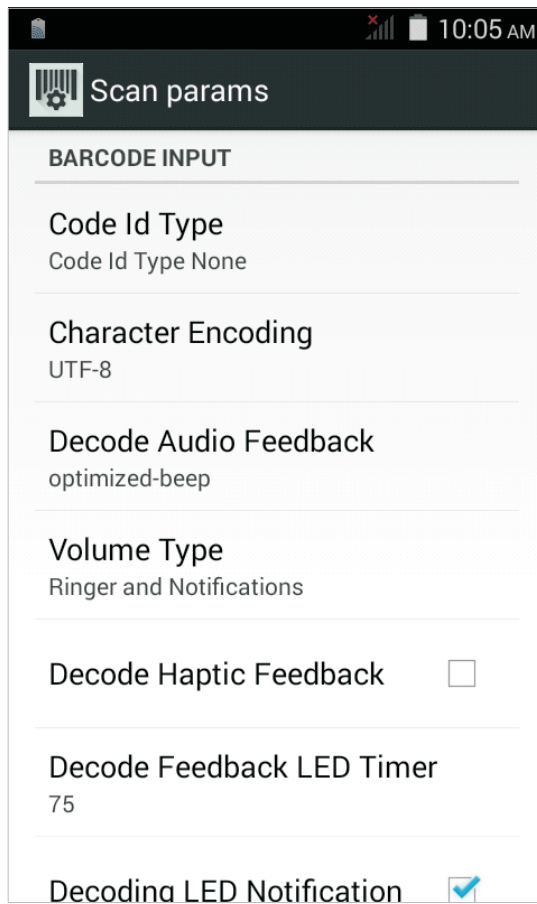 10:05 AM
Scan params
BARCODE INPUT
Code Id Type
Code Id Type None
Character Encoding
UTF-8
Decode Audio Feedback
optimized-beep
Volume Type
Ringer and Notifications
Decode Haptic Feedback
Decode Feedback LED Timer
75
Decoding LED Notification